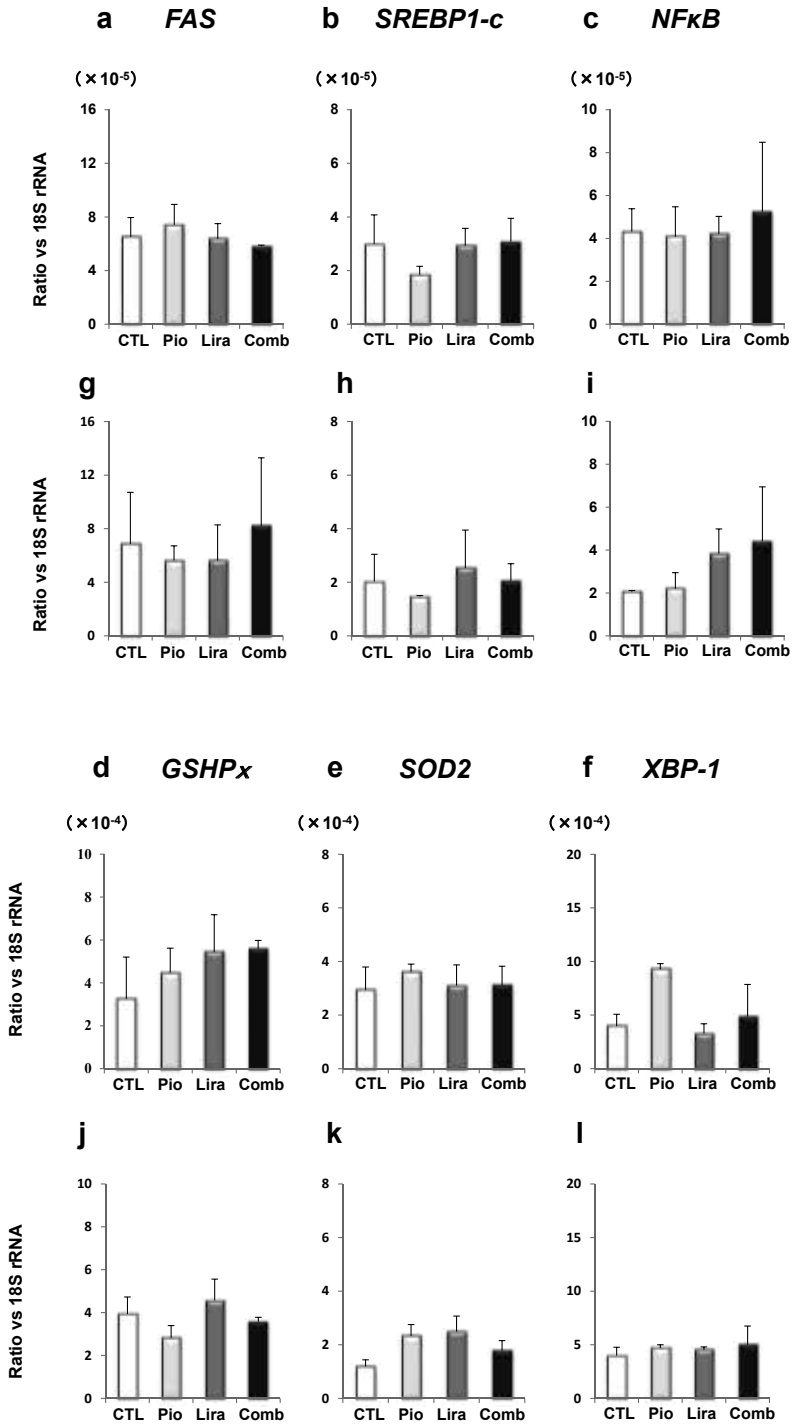 a FAS b SREBP1-c c NFκB
(×10-5) (×10-5) (×10-5)
Ratio vs 18S rRNA
16
12
8
4
0
CTL Pio Lira Comb
8
6
4
2
0
CTL Pio Lira Comb
10
8
6
4
2
0
CTL Pio Lira Comb
g h i
Ratio vs 18S rRNA
16
12
8
4
0
CTL Pio Lira Comb
8
6
4
2
0
CTL Pio Lira Comb
10
8
6
4
2
0
CTL Pio Lira Comb
d GSHPx e SOD2 f XBP-1
(×10-4) (×10-4) (×10-4)
Ratio vs 18S rRNA
10
8
6
4
2
0
CTL Pio Lira Comb
8
6
4
2
0
CTL Pio Lira Comb
20
15
10
5
0
CTL Pio Lira Comb
j k l
Ratio vs 18S rRNA
10
8
6
4
2
0
CTL Pio Lira Comb
8
6
4
2
0
CTL Pio Lira Comb
20
15
10
5
0
CTL Pio Lira Comb